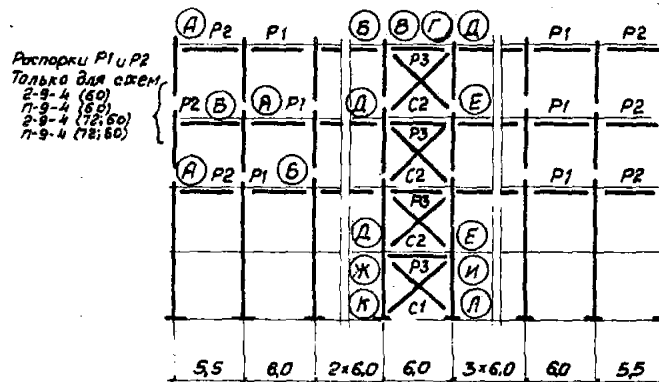 А Р2 Р1 Б В Г Д Р1 Р2
Распорки Р1 и Р2
Только для схем
2-9-4 (60)
п-9-4 (60)
2-9-4 (72;60)
п-9-4 (72;60)
Р3
С2
Р2 В А Р1 Д Е Р1 Р2
Р3
С2
А Р2 Р1 Б Р1 Р2
Р3
С2
Д Е
Ж Р3 И
К С1 Л
5,5 6,0 2×6,0 6,0 3×6,0 6,0 5,5